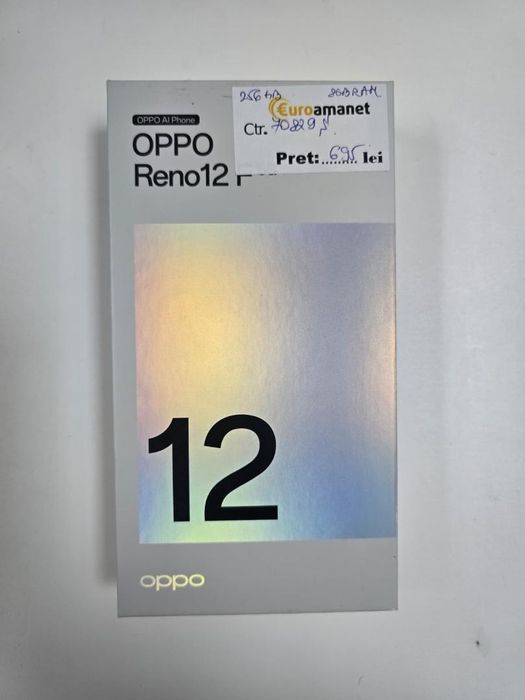 256 GB 8GB RAM
Euroamanet
Ctr. 70829
Pret:.........lei
695
OPPO AI Phone
OPPO
Reno12 F
12
oppo